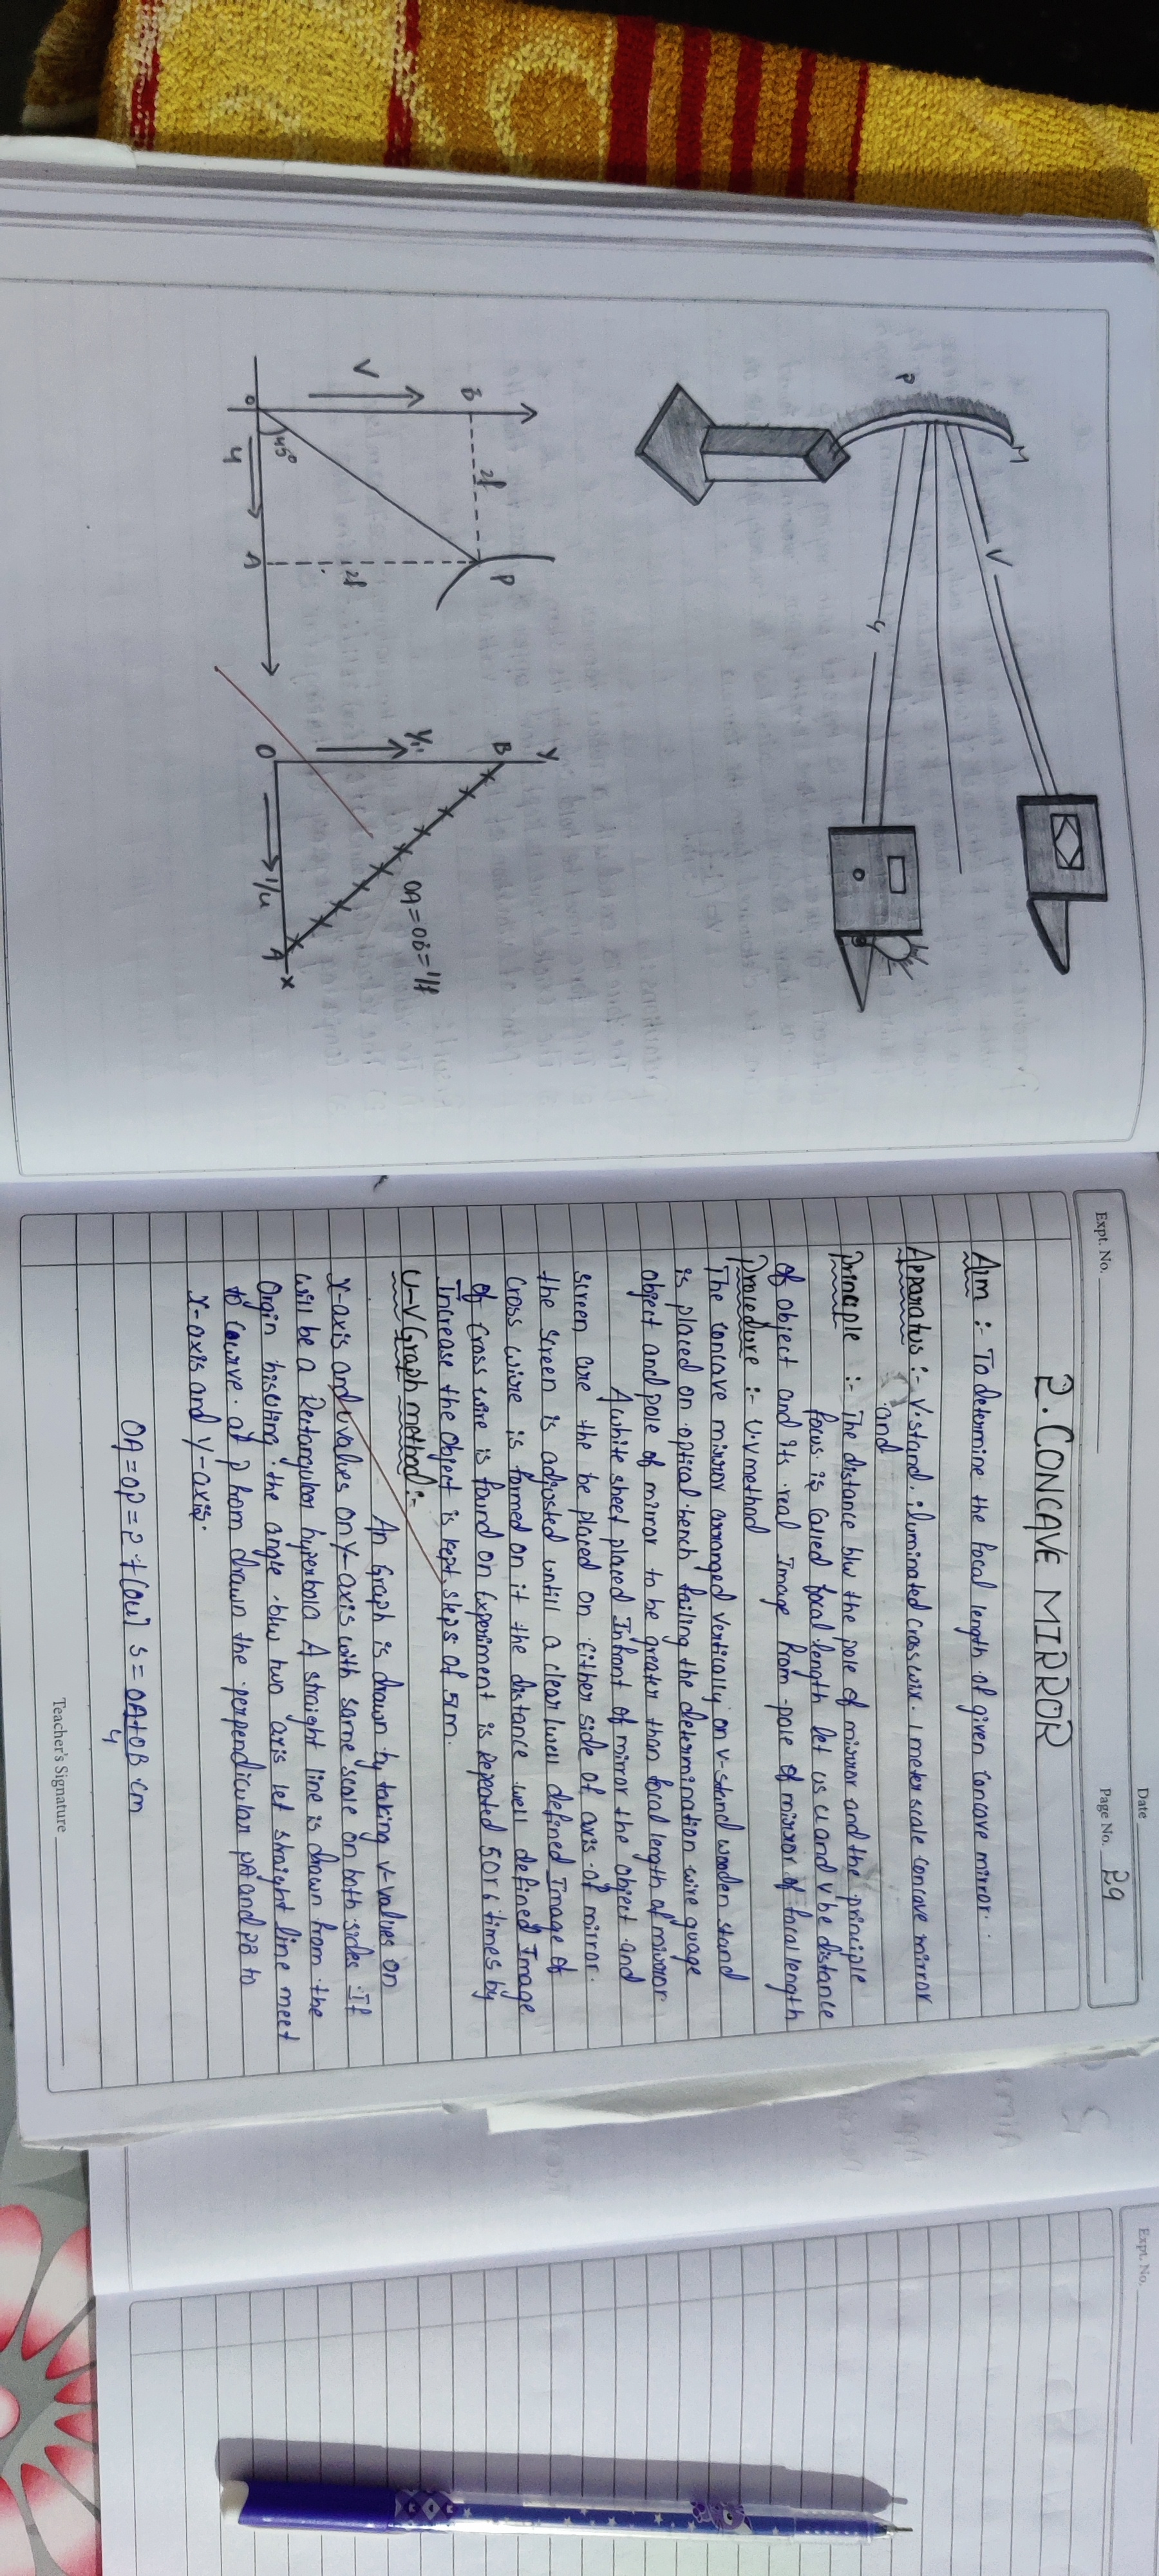 M
P
V
u
V
B
2f
P
2f
45°
O
u
A
Y
B
1/v
OA=OB=1/f
O
1/u
A
X
Date
Expt. No.
Page No. 29
2. CONCAVE MIRROR
Aim :- To determine the focal length of given concave mirror.
Apparatus :- V.stand, iluminated cross wire. 1 meter scale concave mirror
and
principle :- The distance b/w the pole of mirror and the principle
focus is called focal length let us u and v be distance
of object and its real Image from pole of mirror of focal length
Procedure :- u.v method
The concave mirror arranged vertically on v-stand wooden stand
is placed on optical bench failing the determination wire guage
object and pole of mirror to be greater than focal length of mirror.
A white sheet placed Infront of mirror the object and
screen are the be placed on either side of axis of mirror.
the screen is adjusted untill a clear (well defined Image of
cross wire is formed on it the distance well defined Image
of cross wire is found on Experiment is Repeated 5 or 6 times by
Increase the object is kept steps of 5cm.
U-V Graph method :-
An Graph is drawn by taking v-values on
x-axis and u values on y-axis with same scale on both sides. It
will be a Rectangular hyperbola A straight line is drawn from the
Orgin bisecting the angle b/w two axis let straight line meet
to curve at p from drawn the perpendicular PA and PB to
x-axis and y-axis.
OA = OP = 2 f (or) s = OA+OB cm
4
Teacher's Signature
Expt. No.